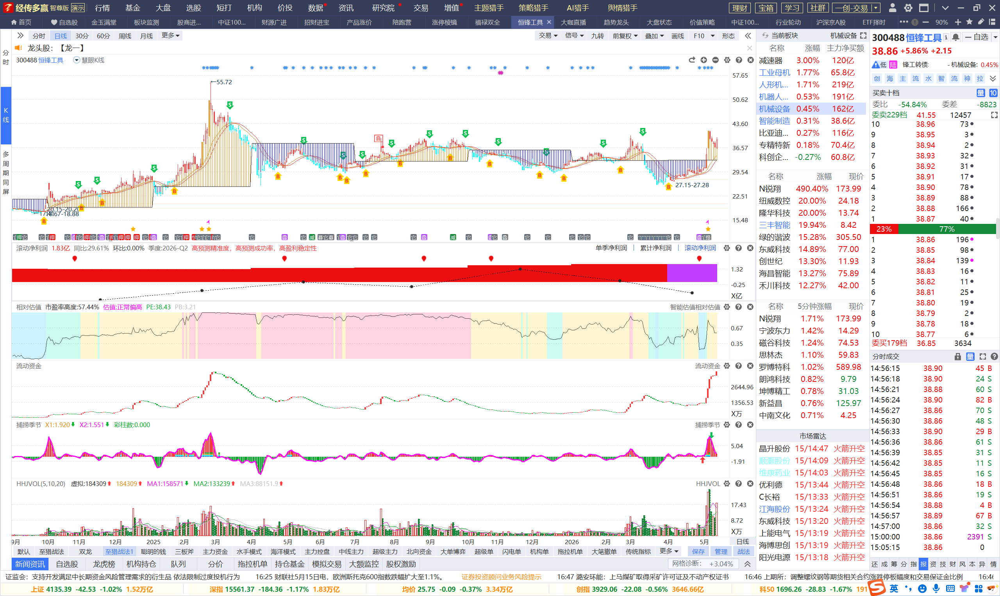 经传多赢 智尊版 演示 行情 基金 大盘 选股 短打 机构 价投 数据 资讯 研究院 交易 增值 主题猎手 策略猎手 AI猎手 舆情猎手 理财 宝箱 学习 社群 一创-交易
首页 自选股 金玉满堂 板块监测 股商进... 中证100... 财源广进 招财进宝 产品涨价 陪跑营 涨停棱镜 福禄双全 恒锋工具 大咖直播 趋势龙头 大盘状态 价值策略 中证100... 行业轮动 沪深京A股 ETF择时 90%
分时
K线
多周期同屏
分时 日线 30分 60分 周线 月线 更多 交易 信号 九转 前复权 叠加 画线 F10 形态
龙头股：【龙一】
300488 恒锋工具 慧眼K线
57.65
55.72
50.62
43.60
36.57
29.54
27.15-27.28
22.51
20.15-20.20
18.67-18.88
15.48
滚动净利润 1.83亿 同比:29.61% 环比:0.00% 季度:2026-Q2 高预测精准度，高预测成功率，高盈利稳定性 单季净利润 累计净利润 滚动净利润
1.32
-0.25
X亿
相对估值 市盈率高度:57.44% 估值:正常偏高 PE:38.43 PB:3.21 智能估值相对估值
0.67
0.35
流动资金 流动资金
2644.96
1356.53
X万
捕捞季节 X1:1.920 X2:1.551 彩柱数:0.000 捕捞季节
5.04
-1.91
HHJVOL(5,10,20) 虚拟:184309 184309 MA1:158571 MA2:133239 MA3:88151.9 HHJVOL
17.43
8.72
X万
9月 10月 11月 12月 2025 2月 3月 4月 5月 6月 7月 8月 9月 10月 11月 12月 2026 2月 3月 4月 5月 日线
默认 至猎战法 双龙 至猎战法1 聪明的钱 三板斧 主力资金 水手模式 海洋模式 主力控盘 中线主力 超级主力 北向资金 大单博弈 超级单 闪电单 机构单 拖拉机单 大笔撤单 传统指标 更多 保存 管理 战法
新闻资讯 自选股 龙虎榜 机构持仓 队列 分价 拖拉机单 持仓基金 模拟交易 大额监控 股权激励 网格诊断： +3.04%
当前板块 机械设备
名称 涨幅 主力净买额
减速器 3.00% 120亿
工业母机 1.77% 65.8亿
人形机... 1.71% 219亿
机器人... 0.53% 191亿
机械设备 0.45% 162亿
智能制造 0.31% 38.6亿
比亚迪... 0.27% 116亿
专精特新 0.18% 70.4亿
科创企... -0.27% 60.8亿
名称 涨幅 现价
N锐翔 490.40% 173.99
纽威数控 20.00% 24.18
隆华科技 20.00% 13.74
三丰智能 19.94% 8.42
绿的谐波 15.28% 305.50
东威科技 14.89% 77.00
创世纪 13.30% 11.93
海昌智能 13.27% 75.89
禾川科技 12.27% 42.00
名称 5分钟涨幅 现价
N锐翔 1.71% 173.99
宁波东力 1.42% 14.29
磁谷科技 1.24% 74.53
思林杰 1.10% 59.83
罗博特科 1.02% 589.98
朗鸿科技 0.82% 9.79
坤博精工 0.78% 31.03
新益昌 0.76% 125.97
中南文化 0.71% 4.25
市场雷达
晶升股份 15/14:47 火箭升空
顺灏股份 15/14:09 火箭升空
维康药业 15/14:03 火箭升空
优利德 15/13:44 火箭升空
C长裕 15/13:33 火箭升空
江海股份 15/13:24 火箭升空
东威科技 15/13:20 火箭升空
上能电气 15/13:19 火箭升空
海博思创 15/13:19 火箭升空
阳光电源 15/13:18 火箭升空
300488 恒锋工具 自选
38.86 +5.86% +2.15
低 陆 锋工转债: - 机械设备: 0.45%
创 海 主 流 水 智 流 神 拉
买卖十档 量 10
委比 -54.84% 委差 -8823
委卖229档 41.55 12457
10 38.96 73
9 38.95 3
8 38.94 2
7 38.93 32
6 38.92 31
5 38.91 17
4 38.90 78
3 38.89 88
2 38.88 166
1 38.87 40
23% 77%
1 38.86 196
2 38.85 98
3 38.84 139
4 38.83 16
5 38.82 11
6 38.81 25
7 38.80 19
8 38.79 2
9 38.78 18
10 38.77 6
委买179档 36.85 3634
分时成交 量
14:56:15 38.90 45 B
14:56:18 38.90 24 S
14:56:21 38.88 60 S
14:56:24 38.90 82 B
14:56:27 38.86 70 S
14:56:30 38.86 48 S
14:56:33 38.90 29 B
14:56:36 38.86 61 S
14:56:39 38.85 31 S
14:56:42 38.85 11 S
14:56:45 38.85 16 S
14:56:48 38.86 18 B
14:56:51 38.86 19 S
14:56:54 38.88 4 B
14:56:57 38.89 67 B
14:57:00 38.86 32 S
15:00:00 38.86 2391 S
15:05:15 38.86 0
还 成 筹 分 指 报 资 技 财 风 本 异 情
证监会：支持开发满足中长期资金风险管理需求的衍生品 依法限制过度投机行为 16:25 财联社5月15日电，欧洲斯托克600指数跌幅扩大至1.1%。 证券投资顾问业务风险提示 16:47 潞安环能：上马煤矿取得采矿许可证及不动产权证书 16:46 上期所：调整螺纹钢等期货相关合约涨跌停板幅度和交易保证金比例
上证 4135.39 -42.53 -1.02% 1.52万亿 深指 15561.37 -184.36 -1.17% 1.83万亿 均价 25.75 -0.09 -0.37% 3.34万亿 创指 3929.06 -22.08 -0.56% 3646.66亿 科50 1696.26 -28.83 -1.67% 英